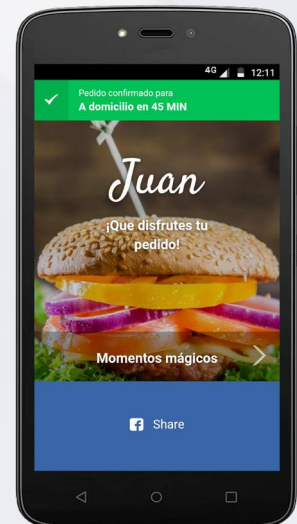 4G 12:11
Pedido confirmado para
A domicilio en 45 MIN
Juan
¡Que disfrutes tu
pedido!
Momentos mágicos
Share